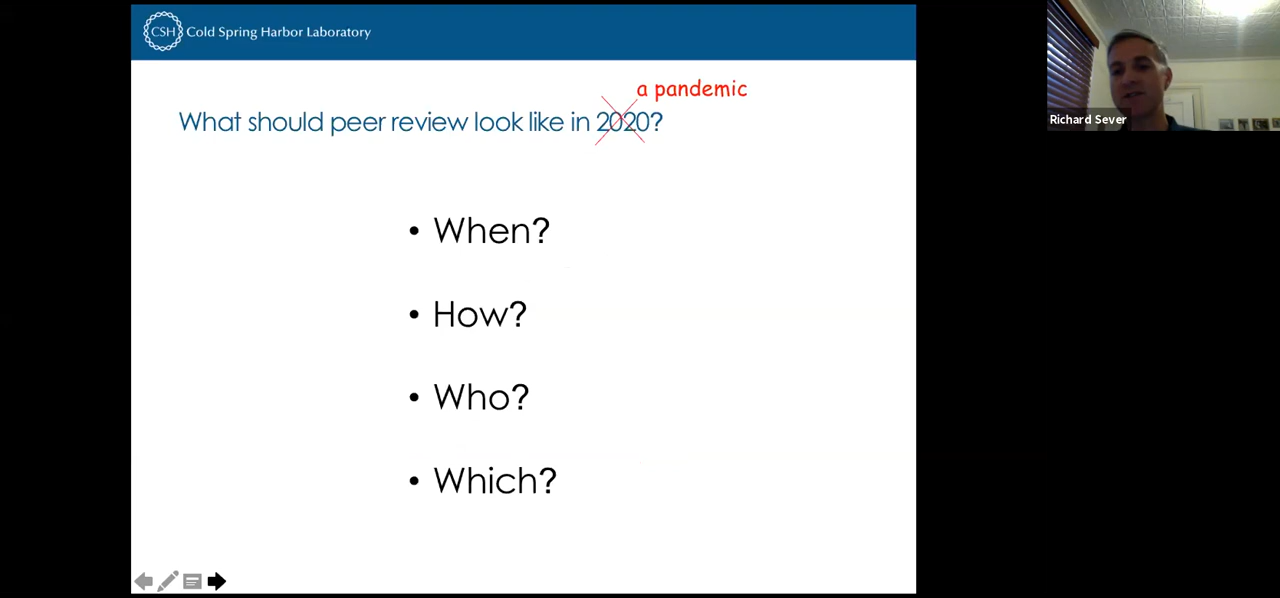 CSH Cold Spring Harbor Laboratory
a pandemic
What should peer review look like in 2020?
• When?
• How?
• Who?
• Which?
Richard Sever